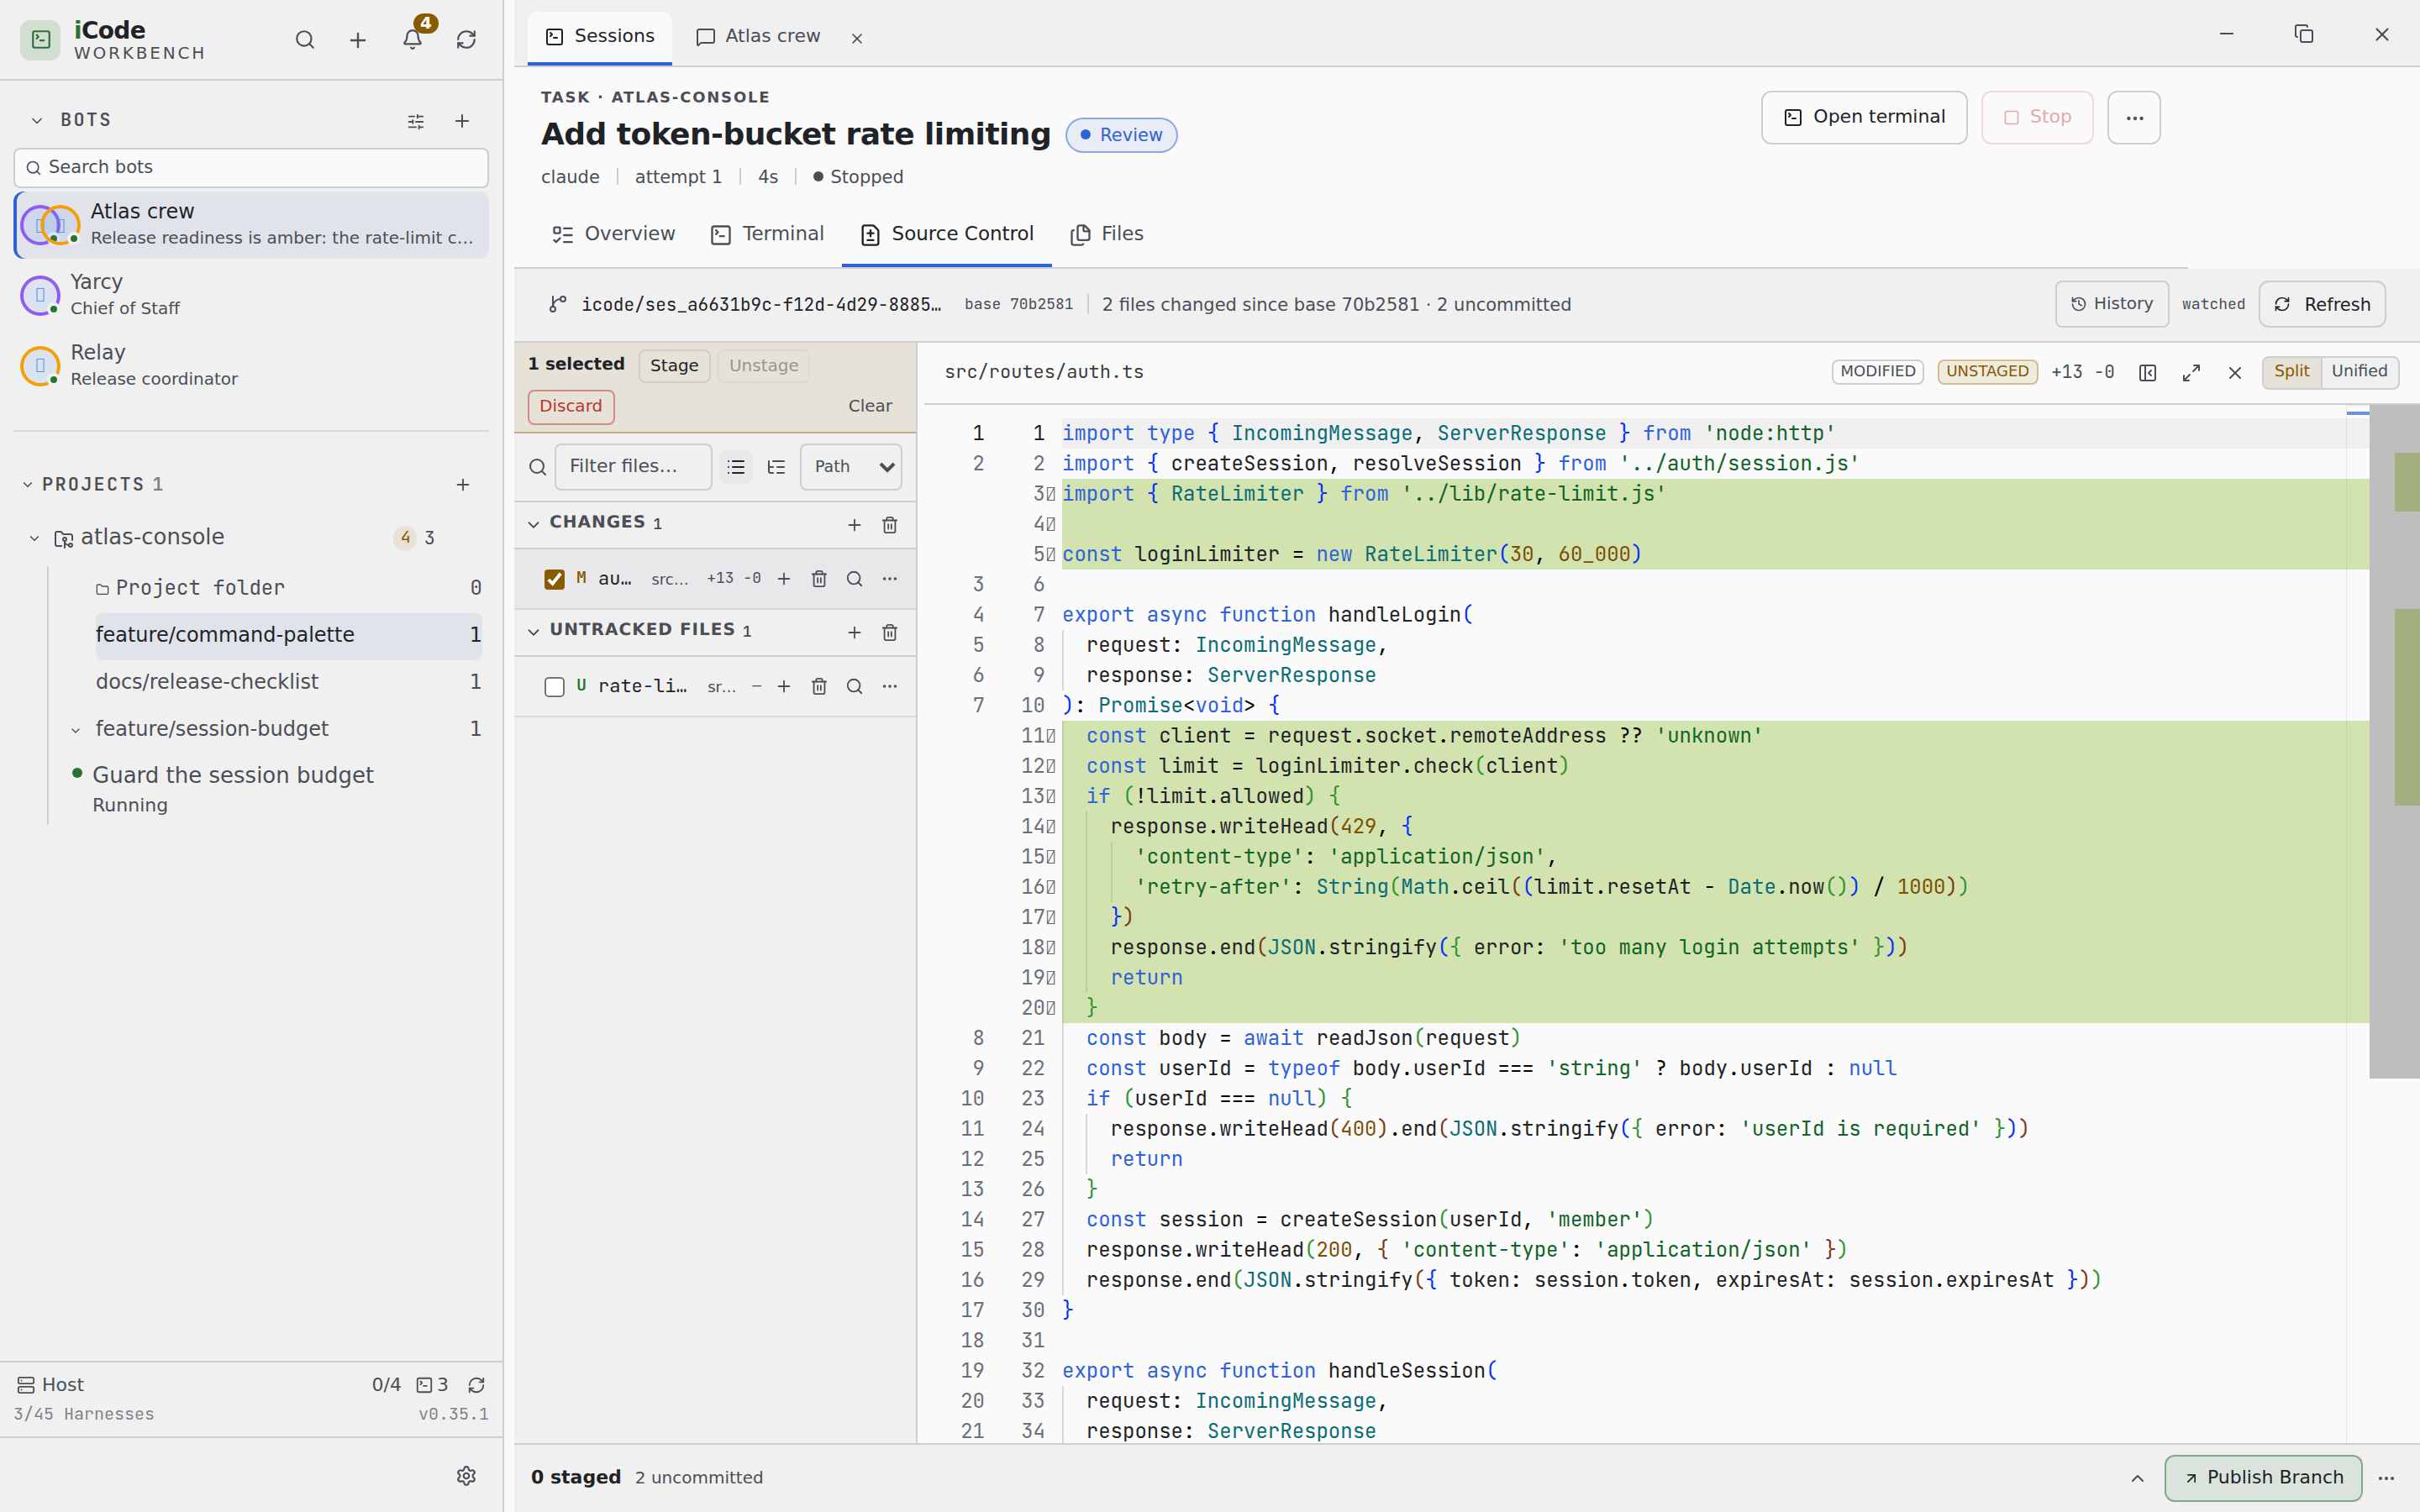 iCode
WORKBENCH
4
BOTS
Search bots
Atlas crew
Release readiness is amber: the rate-limit c…
Yarcy
Chief of Staff
Relay
Release coordinator
PROJECTS 1
atlas-console 4 3
Project folder 0
feature/command-palette 1
docs/release-checklist 1
feature/session-budget 1
Guard the session budget
Running
Host 0/4 3
3/45 Harnesses v0.35.1
Sessions Atlas crew
TASK · ATLAS-CONSOLE
Add token-bucket rate limiting Review
claude attempt 1 4s Stopped
Open terminal Stop
Overview Terminal Source Control Files
icode/ses_a6631b9c-f12d-4d29-8885… base 70b2581 2 files changed since base 70b2581 · 2 uncommitted History watched Refresh
1 selected Stage Unstage
Discard Clear
Filter files… Path
CHANGES 1
M au… src… +13 -0
UNTRACKED FILES 1
U rate-li… sr… –
src/routes/auth.ts MODIFIED UNSTAGED +13 -0 Split Unified
1 1 import type { IncomingMessage, ServerResponse } from 'node:http'
2 2 import { createSession, resolveSession } from '../auth/session.js'
3 import { RateLimiter } from '../lib/rate-limit.js'
4
5 const loginLimiter = new RateLimiter(30, 60_000)
3 6
4 7 export async function handleLogin(
5 8 request: IncomingMessage,
6 9 response: ServerResponse
7 10 ): Promise<void> {
11 const client = request.socket.remoteAddress ?? 'unknown'
12 const limit = loginLimiter.check(client)
13 if (!limit.allowed) {
14 response.writeHead(429, {
15 'content-type': 'application/json',
16 'retry-after': String(Math.ceil((limit.resetAt - Date.now()) / 1000))
17 })
18 response.end(JSON.stringify({ error: 'too many login attempts' }))
19 return
20 }
8 21 const body = await readJson(request)
9 22 const userId = typeof body.userId === 'string' ? body.userId : null
10 23 if (userId === null) {
11 24 response.writeHead(400).end(JSON.stringify({ error: 'userId is required' }))
12 25 return
13 26 }
14 27 const session = createSession(userId, 'member')
15 28 response.writeHead(200, { 'content-type': 'application/json' })
16 29 response.end(JSON.stringify({ token: session.token, expiresAt: session.expiresAt }))
17 30 }
18 31
19 32 export async function handleSession(
20 33 request: IncomingMessage,
21 34 response: ServerResponse
0 staged 2 uncommitted Publish Branch